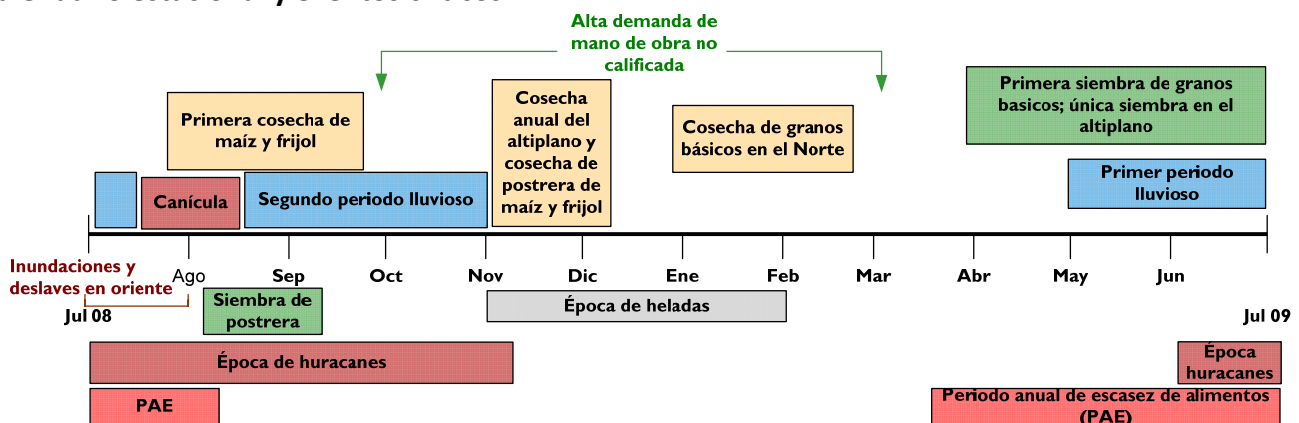 Alta demanda de
mano de obra no
calificada
Primera cosecha de
maíz y frijol
Cosecha
anual del
altiplano y
cosecha de
postrera de
maíz y frijol
Cosecha de granos
básicos en el Norte
Primera siembra de granos
basicos; única siembra en el
altiplano
Canícula
Segundo periodo lluvioso
Primer periodo
lluvioso
Inundaciones y
deslaves en oriente
Ago Sep Oct Nov Dic Ene Feb Mar Abr May Jun
Jul 08
Jul 09
Siembra de
postrera
Época de heladas
Época de huracanes
Época
huracanes
PAE
Periodo anual de escasez de alimentos
(PAE)